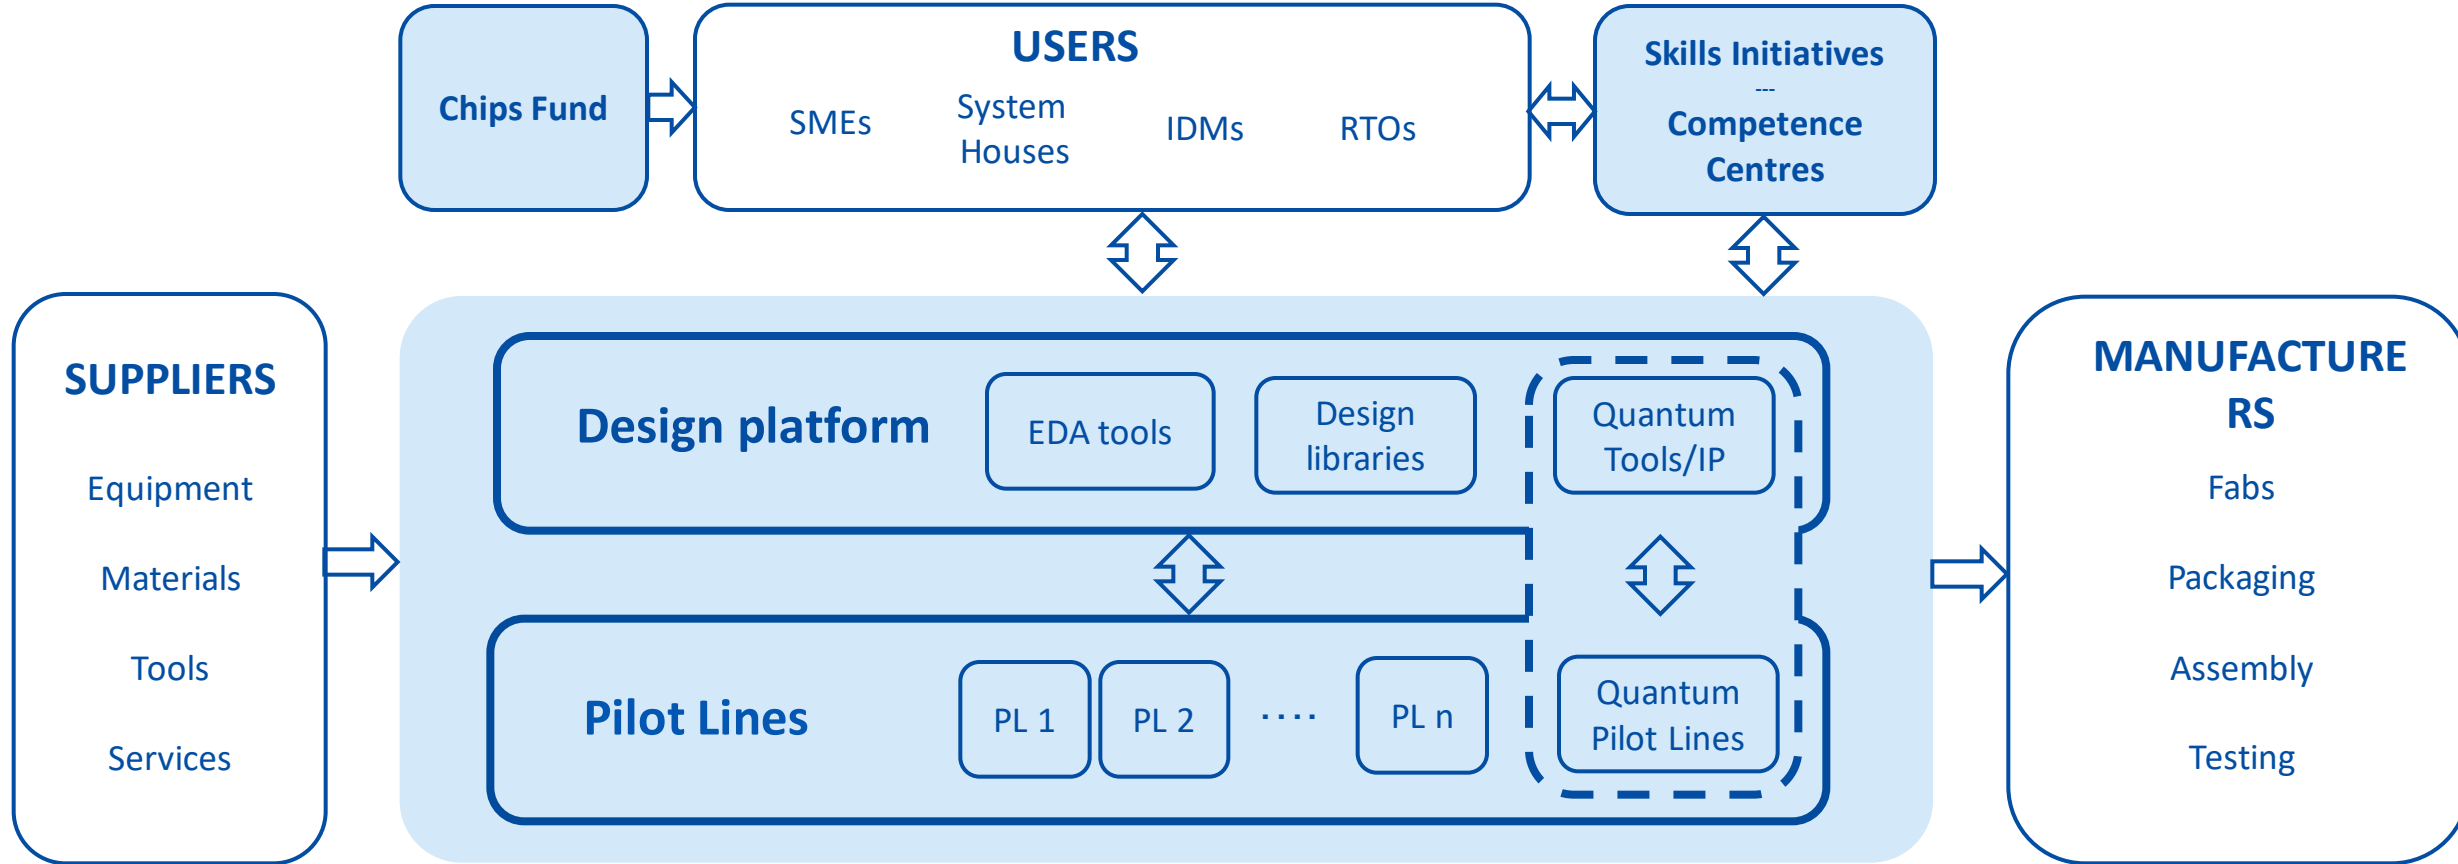 Chips Fund
USERS
SMEs
System
Houses
IDMs
RTOs
Skills Initiatives
---
Competence
Centres
SUPPLIERS
Equipment
Materials
Tools
Services
Design platform
EDA tools
Design
libraries
Quantum
Tools/IP
Pilot Lines
PL 1
PL 2
....
PL n
Quantum
Pilot Lines
MANUFACTURE
RS
Fabs
Packaging
Assembly
Testing